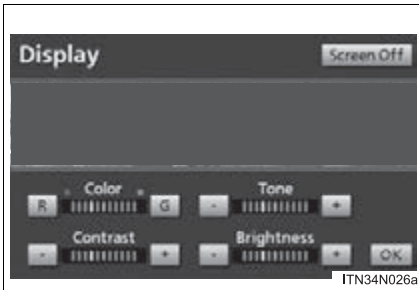 Display
Screen Off
Color
Tone
R
G
-
+
Contrast
Brightness
-
+
-
+
OK
ITN34N026a